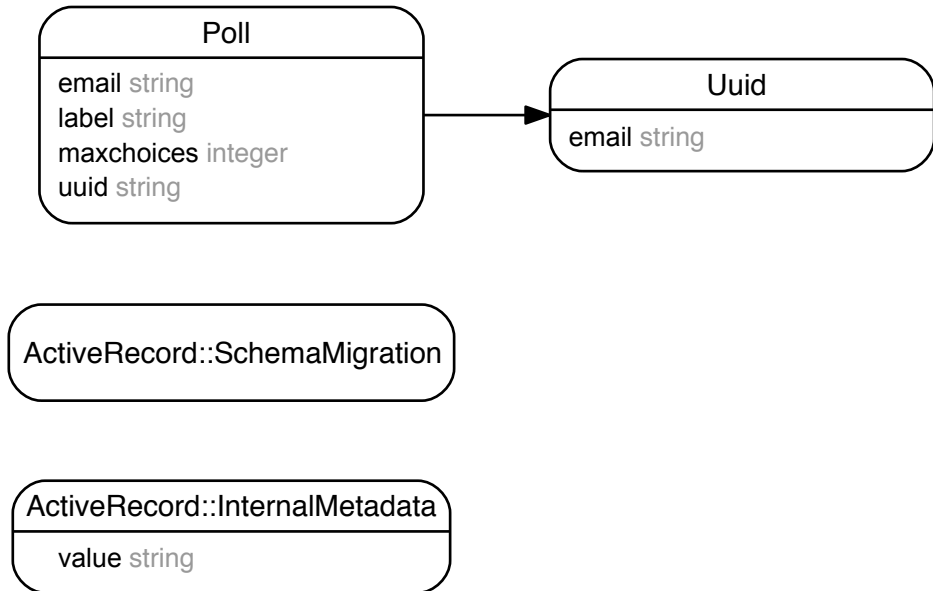 Poll
email string
label string
maxchoices integer
uuid string
Uuid
email string
ActiveRecord::SchemaMigration
ActiveRecord::InternalMetadata
value string